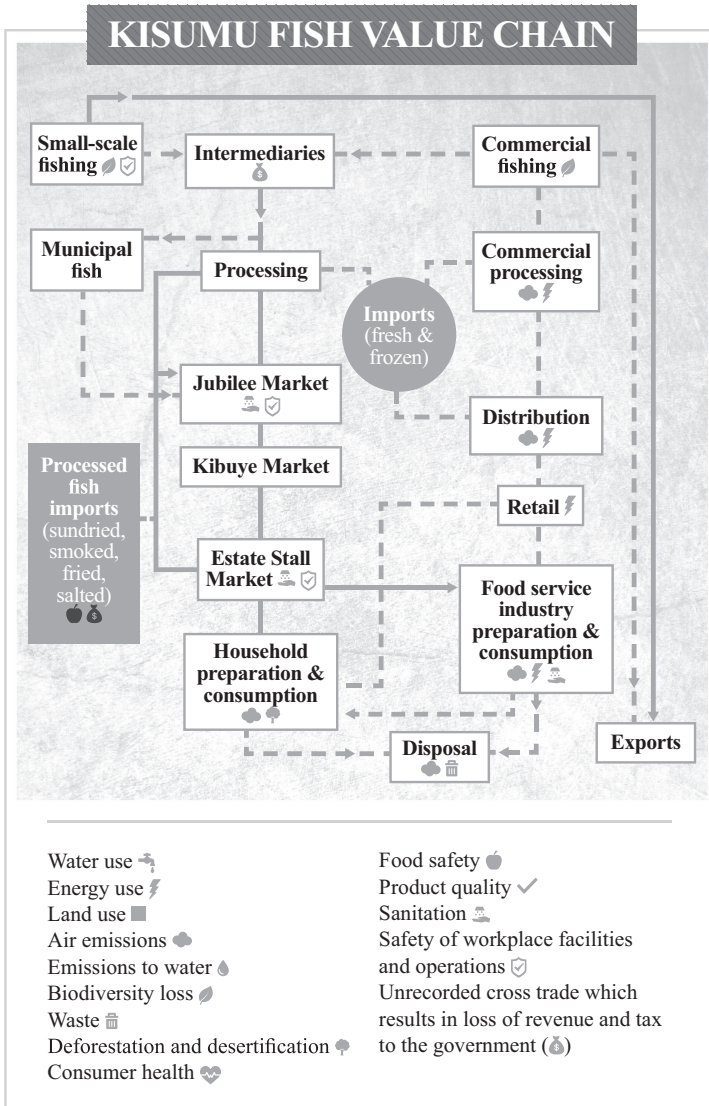 KISUMU FISH VALUE CHAIN
Small-scale
fishing
Intermediaries
Commercial
fishing
Municipal
fish
Processing
Commercial
processing
Imports
(fresh &
frozen)
Jubilee Market
Distribution
Processed
fish
imports
(sundried,
smoked,
fried,
salted)
Kibuye Market
Retail
Estate Stall
Market
Food service
industry
preparation &
consumption
Household
preparation &
consumption
Disposal
Exports
Water use
Energy use
Land use
Air emissions
Emissions to water
Biodiversity loss
Waste
Deforestation and desertification
Consumer health
Food safety
Product quality
Sanitation
Safety of workplace facilities
and operations
Unrecorded cross trade which
results in loss of revenue and tax
to the government ($)